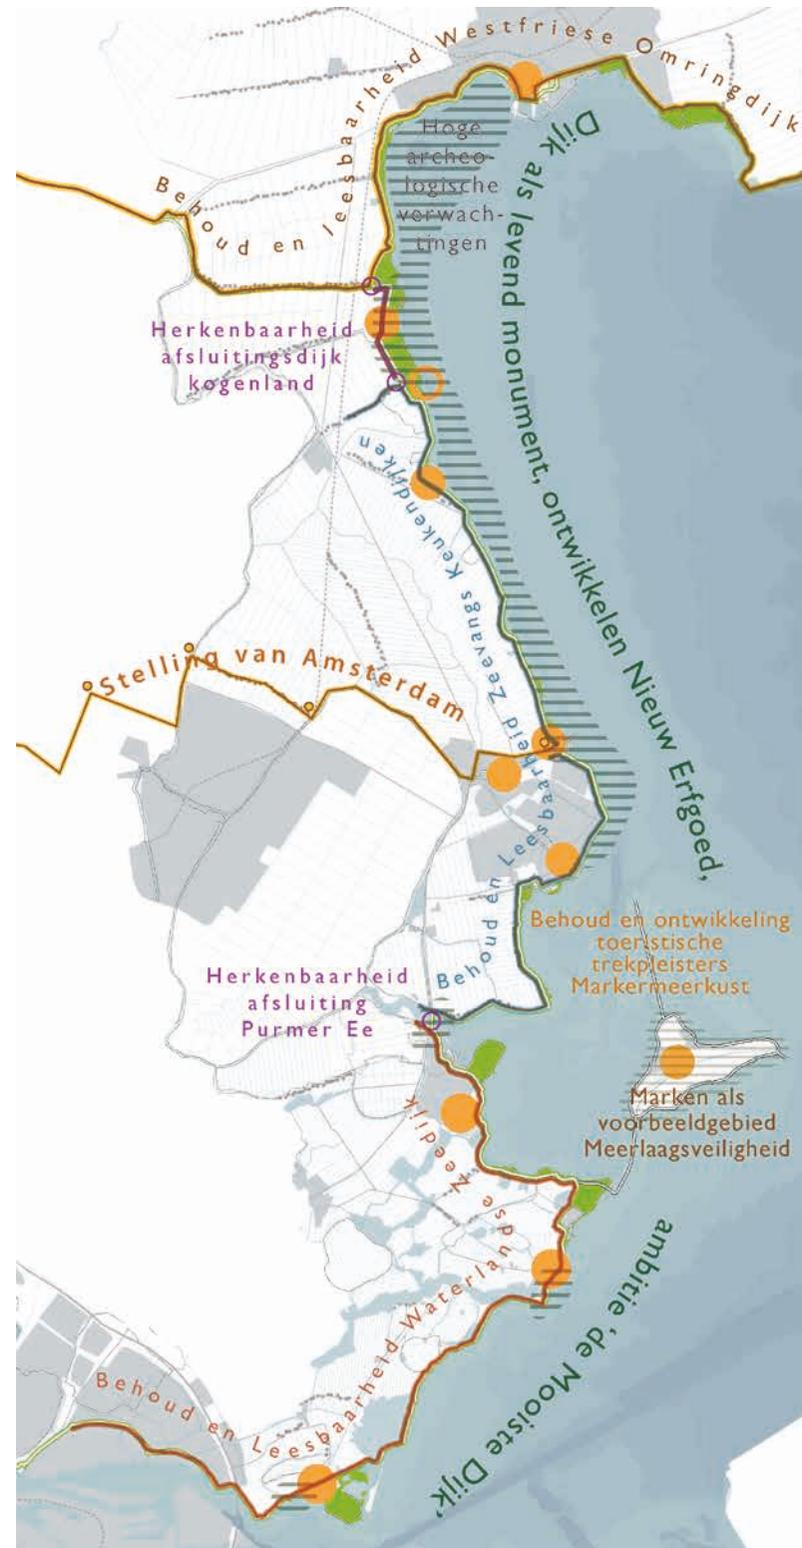 Behoud en leesbaarheid Westfriese Omringdijk
Hoge
archeo-
logische
verwach-
tingen
Dijk als levend monument, ontwikkelen Nieuw Erfgoed,
Herkenbaarheid
afsluitingsdijk
kogenland
Behoud en Leesbaarheid Zeevangs Keukendijken
Stelling van Amsterdam
Behoud en ontwikkeling
toeristische
trekpleisters
Markermeerkust
Herkenbaarheid
afsluiting
Purmer Ee
Marken als
voorbeeldgebied
Meerlaagsveiligheid
Behoud en Leesbaarheid Waterlandse Zeedijk
ambitie 'de Mooiste Dijk'